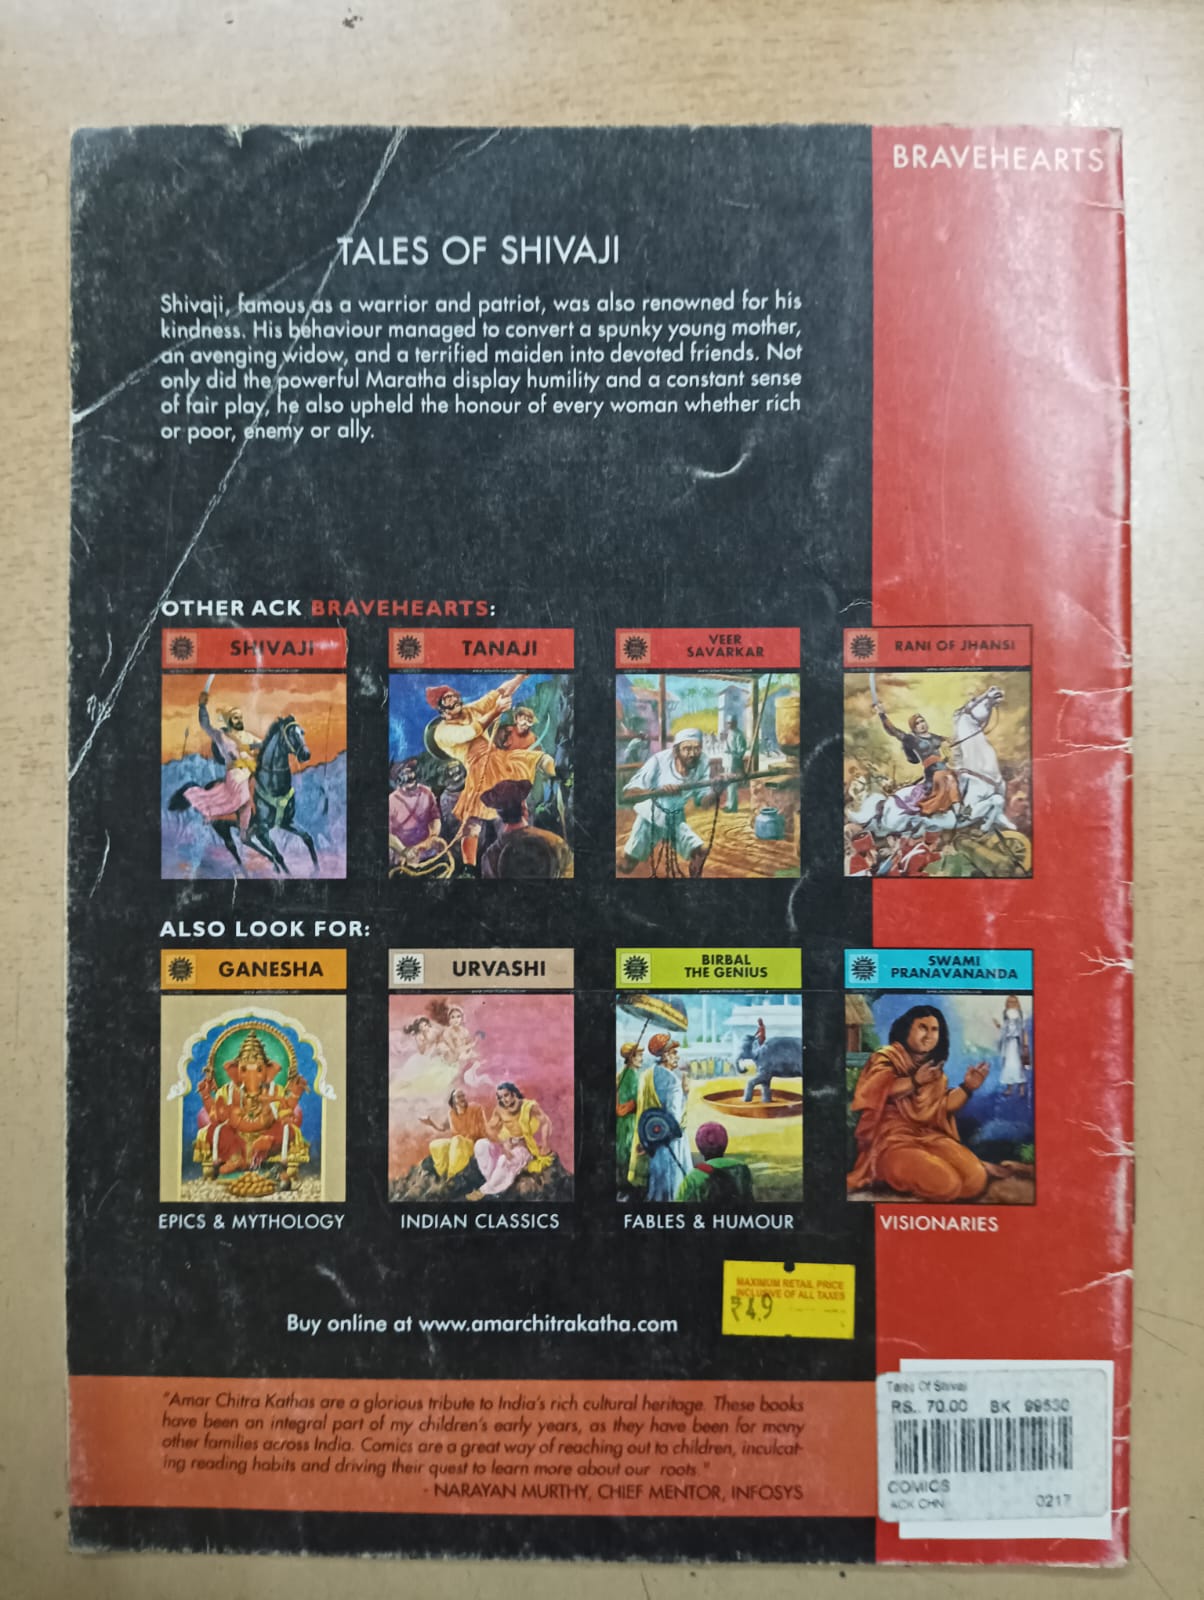 BRAVEHEARTS
TALES OF SHIVAJI
Shivaji, famous as a warrior and patriot, was also renowned for his
kindness. His behaviour managed to convert a spunky young mother,
an avenging widow, and a terrified maiden into devoted friends. Not
only did the powerful Maratha display humility and a constant sense
of fair play, he also upheld the honour of every woman whether rich
or poor, enemy or ally.
OTHER ACK BRAVEHEARTS:
SHIVAJI
TANAJI
VEER
SAVARKAR
RANI OF JHANSI
ALSO LOOK FOR:
GANESHA
URVASHI
BIRBAL
THE GENIUS
SWAMI
PRANAVANANDA
EPICS & MYTHOLOGY
INDIAN CLASSICS
FABLES & HUMOUR
VISIONARIES
MAXIMUM RETAIL PRICE
INCLUSIVE OF ALL TAXES
₹49
Buy online at www.amarchitrakatha.com
"Amar Chitra Kathas are a glorious tribute to India's rich cultural heritage. These books
have been an integral part of my children's early years, as they have been for many
other families across India. Comics are a great way of reaching out to children, inculcat-
ing reading habits and driving their quest to learn more about our roots."
- NARAYAN MURTHY, CHIEF MENTOR, INFOSYS
Tales Of Shivaji
RS.. 70.00 BK 99530
COMICS
ACK CHN 0217